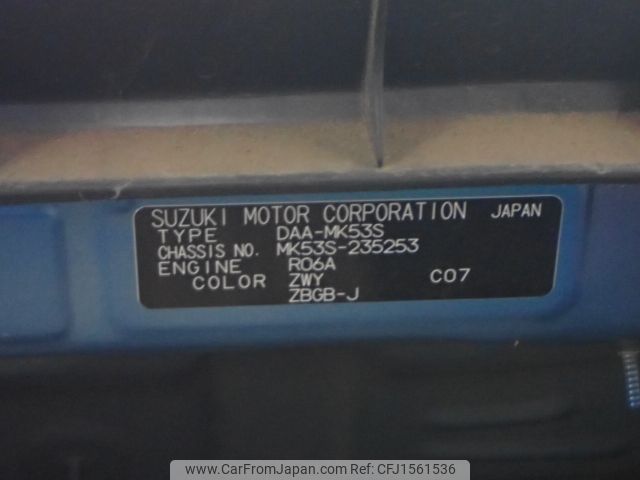 SUZUKI MOTOR CORPORATION JAPAN
TYPE DAA-MK53S
CHASSIS NO. MK53S-235253
ENGINE R06A
COLOR ZWY C07
ZBGB-J
www.CarFromJapan.com | © CarFromJapan | CFJ1561536